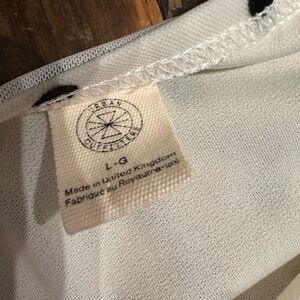 URBAN
OUTFITTERS
L-G
Made in United Kingdom
Fabriqué au Royaume-uni